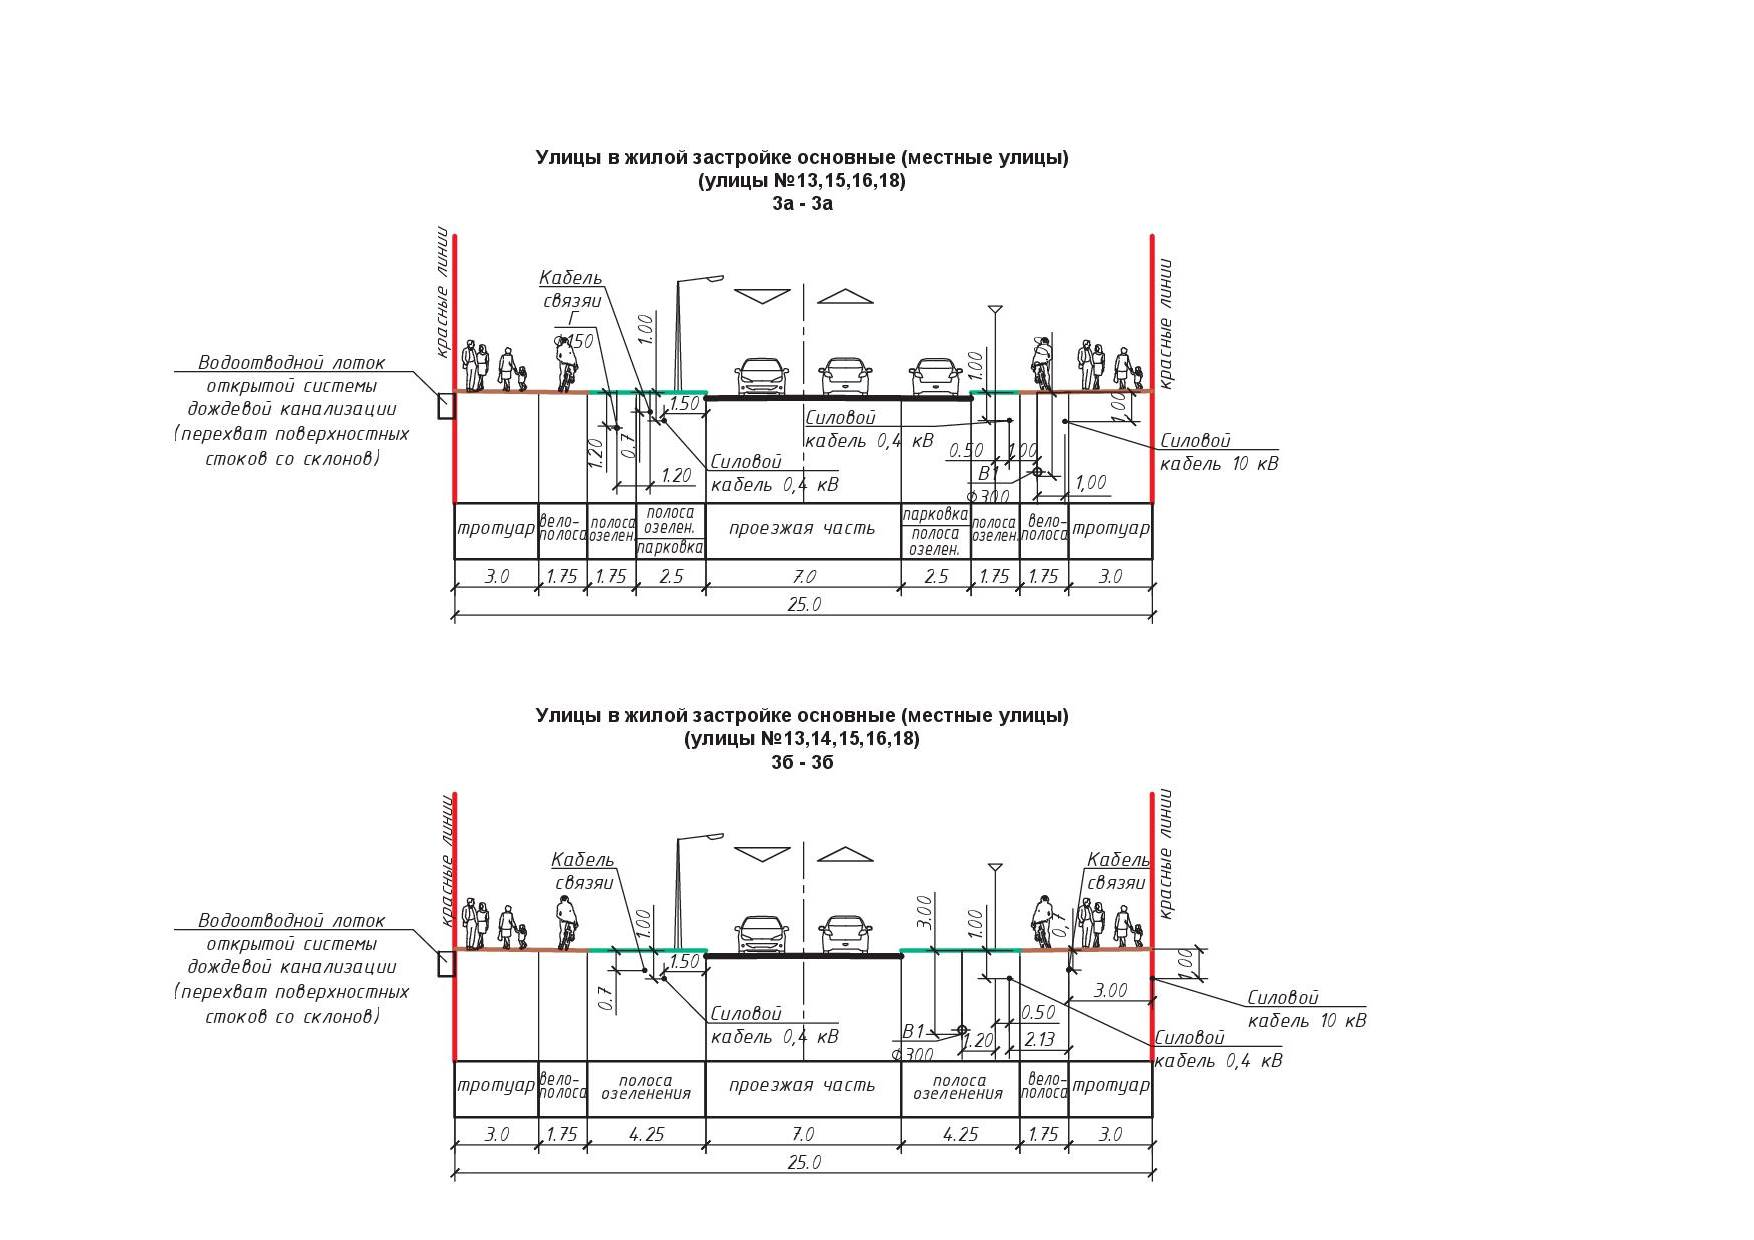 Улицы в жилой застройке основные (местные улицы)
(улицы №13,15,16,18)
3а - 3а
красные линии
красные линии
Кабель
связяи
Г
150
1.00
Водоотводной лоток
открытой системы
дождевой канализации
(перехват поверхностных
стоков со склонов)
1.50
1.20
0.7
1.20
Силовой
кабель 0,4 кВ
Силовой
кабель 0,4 кВ
1.00
0.50
1.00
В1
Ф300
1,00
1,00
Силовой
кабель 10 кВ
тротуар
вело-
полоса
полоса
озелен.
полоса
озелен.
парковка
проезжая часть
парковка
полоса
озелен.
полоса
озелен.
вело-
полоса
тротуар
3.0 1.75 1.75 2.5 7.0 2.5 1.75 1.75 3.0
25.0
Улицы в жилой застройке основные (местные улицы)
(улицы №13,14,15,16,18)
3б - 3б
красные линии
красные линии
Кабель
связяи
Кабель
связяи
Водоотводной лоток
открытой системы
дождевой канализации
(перехват поверхностных
стоков со склонов)
1.00
1.50
0.7
Силовой
кабель 0,4 кВ
3.00
1.00
0,7
1.00
3.00
0.50
В1
Ф300
1.20
2.13
Силовой
кабель 10 кВ
Силовой
кабель 0,4 кВ
тротуар
вело-
полоса
полоса
озеленения
проезжая часть
полоса
озеленения
вело-
полоса
тротуар
3.0 1.75 4.25 7.0 4.25 1.75 3.0
25.0